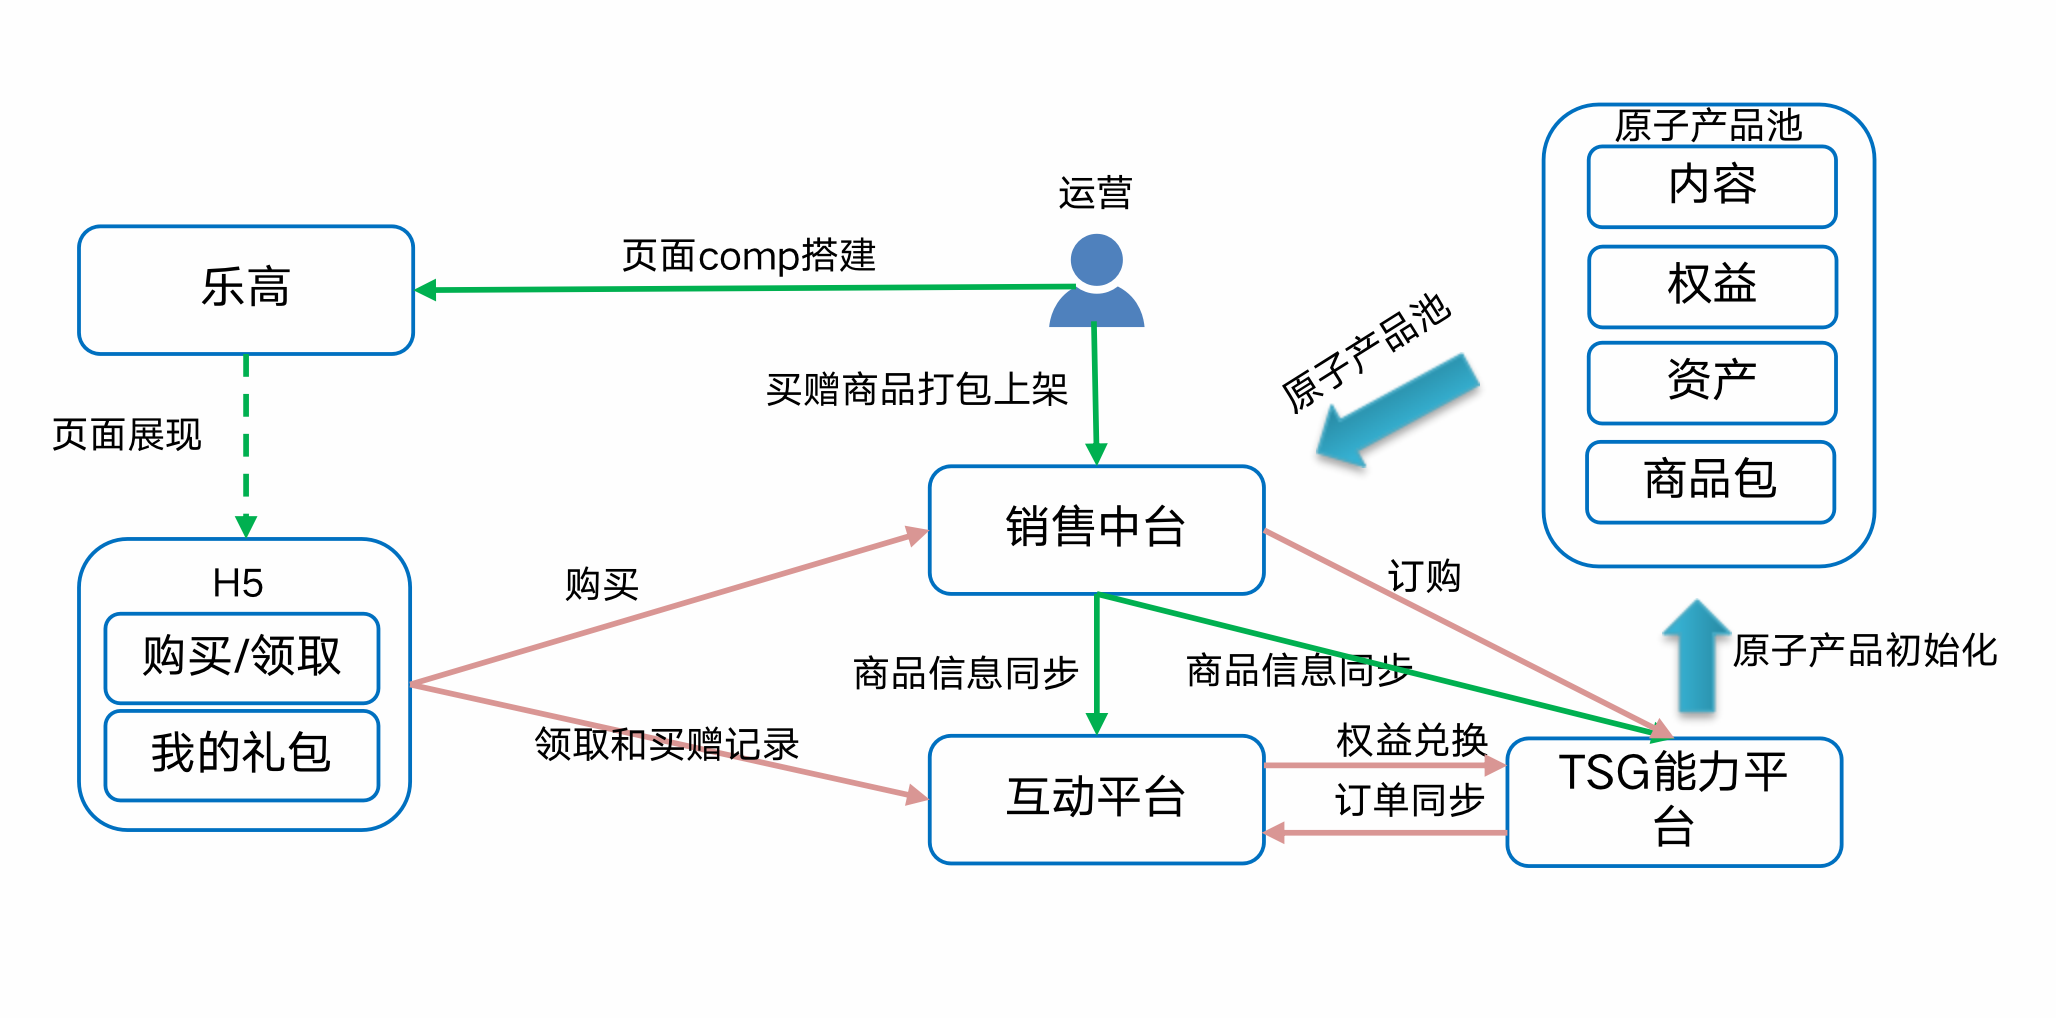 原子产品池
内容
权益
资产
商品包
运营
页面comp搭建
乐高
原子产品池
买赠商品打包上架
页面展现
销售中台
H5
购买/领取
我的礼包
购买
订购
商品信息同步
商品信息同步
原子产品初始化
领取和买赠记录
互动平台
权益兑换
订单同步
TSG能力平
台